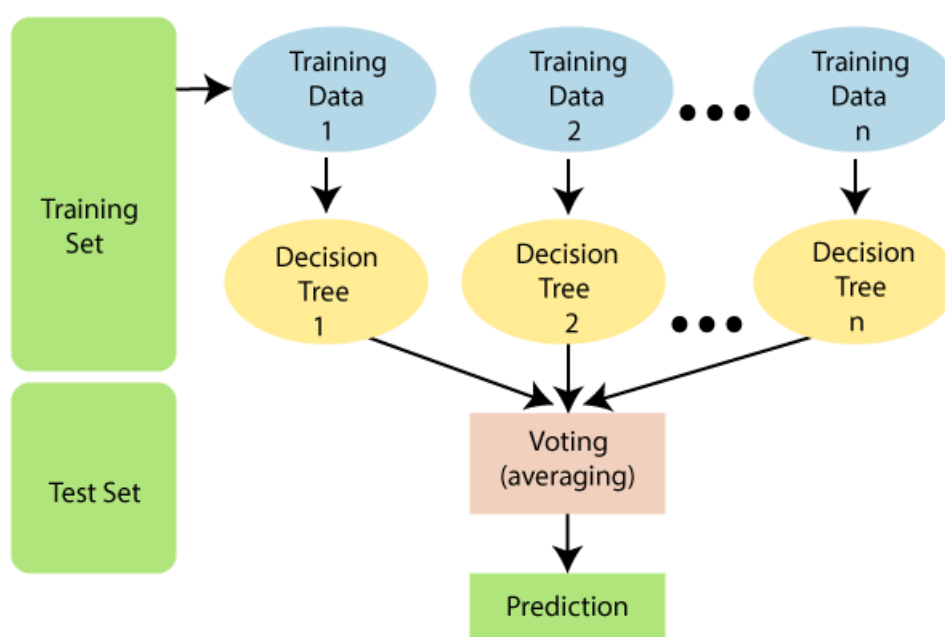 Training
Set
Test Set
Training
Data
1
Training
Data
2
Training
Data
n
Decision
Tree
1
Decision
Tree
2
Decision
Tree
n
Voting
(averaging)
Prediction